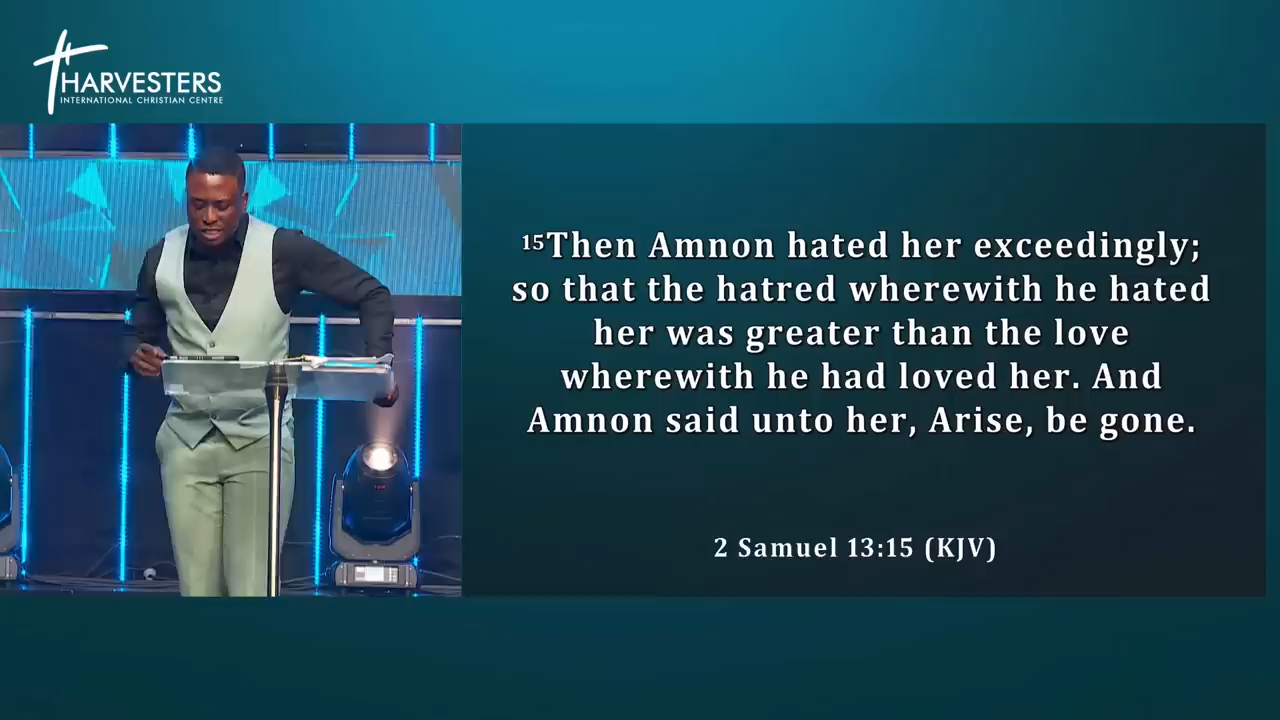 HARVESTERS
INTERNATIONAL CHRISTIAN CENTRE
15Then Amnon hated her exceedingly;
so that the hatred wherewith he hated
her was greater than the love
wherewith he had loved her. And
Amnon said unto her, Arise, be gone.
2 Samuel 13:15 (KJV)